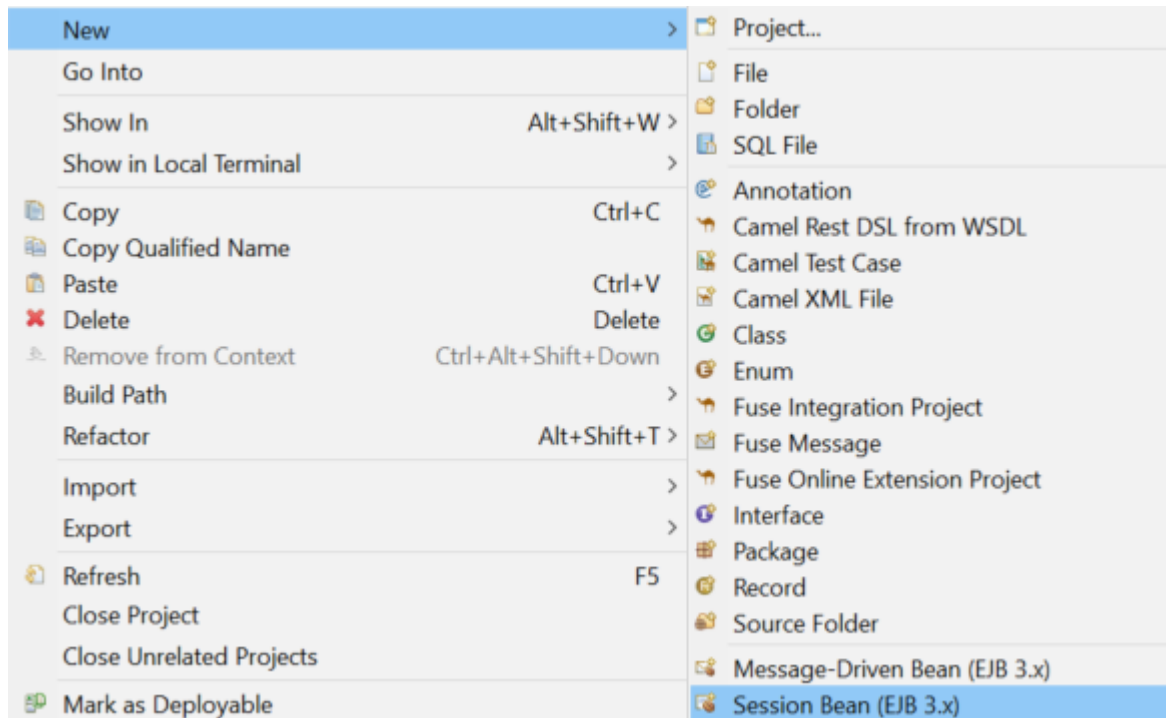 New
Go Into
Show In Alt+Shift+W
Show in Local Terminal
Copy Ctrl+C
Copy Qualified Name
Paste Ctrl+V
Delete Delete
Remove from Context Ctrl+Alt+Shift+Down
Build Path
Refactor Alt+Shift+T
Import
Export
Refresh F5
Close Project
Close Unrelated Projects
Mark as Deployable
Project...
File
Folder
SQL File
Annotation
Camel Rest DSL from WSDL
Camel Test Case
Camel XML File
Class
Enum
Fuse Integration Project
Fuse Message
Fuse Online Extension Project
Interface
Package
Record
Source Folder
Message-Driven Bean (EJB 3.x)
Session Bean (EJB 3.x)